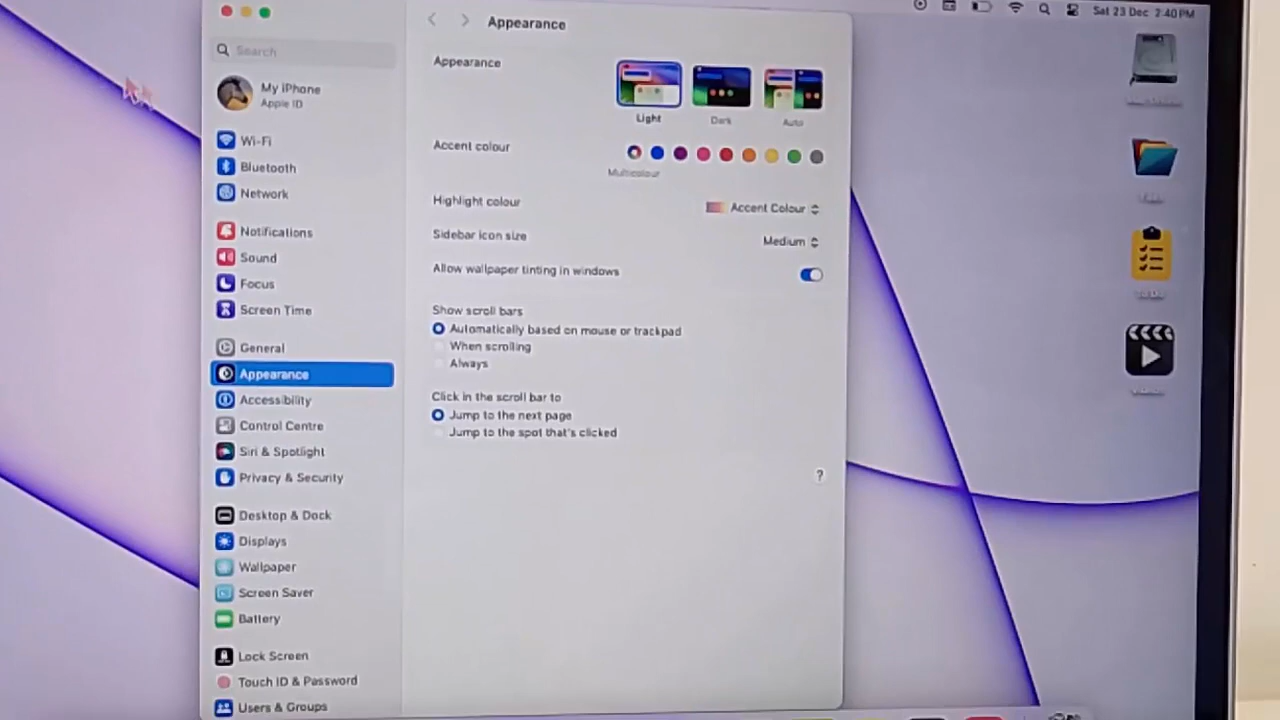 Sat 23 Dec 2:40PM
Search
My iPhone
Apple ID
Wi-Fi
Bluetooth
Network
Notifications
Sound
Focus
Screen Time
General
Appearance
Accessibility
Control Centre
Siri & Spotlight
Privacy & Security
Desktop & Dock
Displays
Wallpaper
Screen Saver
Battery
Lock Screen
Touch ID & Password
Users & Groups
Appearance
Appearance
Light
Dark
Auto
Accent colour
Multicolour
Highlight colour
Accent Colour
Sidebar icon size
Medium
Allow wallpaper tinting in windows
Show scroll bars
Automatically based on mouse or trackpad
When scrolling
Always
Click in the scroll bar to
Jump to the next page
Jump to the spot that's clicked
?